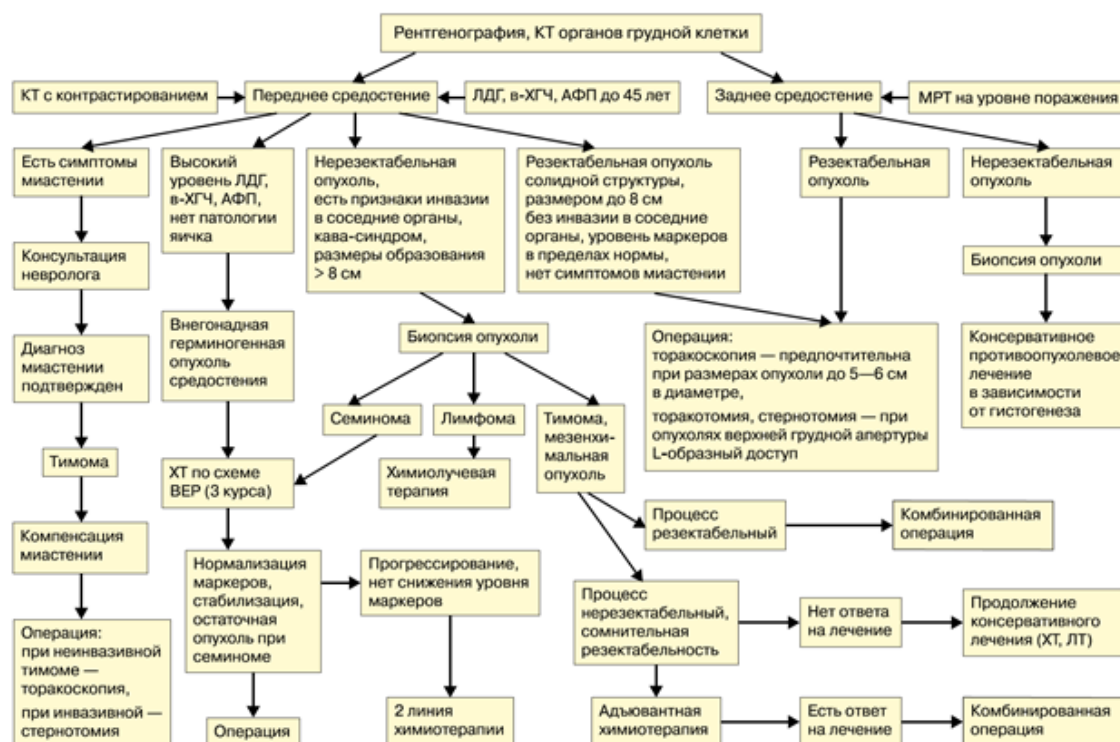 Рентгенография, КТ органов грудной клетки
КТ с контрастированием
Переднее средостение
ЛДГ, в-ХГЧ, АФП до 45 лет
Заднее средостение
МРТ на уровне поражения
Есть симптомы
миастении
Высокий
уровень ЛДГ,
в-ХГЧ, АФП,
нет патологии
яичка
Нерезектабельная
опухоль,
есть признаки инвазии
в соседние органы,
кава-синдром,
размеры образования
> 8 см
Резектабельная опухоль
солидной структуры,
размером до 8 см
без инвазии в соседние
органы, уровень маркеров
в пределах нормы,
нет симптомов миастении
Резектабельная
опухоль
Нерезектабельная
опухоль
Консультация
невролога
Биопсия опухоли
Диагноз
миастении
подтвержден
Внегонадная
герминогенная
опухоль
средостения
Биопсия опухоли
Операция:
торакоскопия — предпочтительна
при размерах опухоли до 5—6 см
в диаметре,
торакотомия, стернотомия — при
опухолях верхней грудной апертуры
L-образный доступ
Консервативное
противоопухолевое
лечение
в зависимости
от гистогенеза
Семинома
Лимфома
Тимома,
мезенхи-
мальная
опухоль
Тимома
ХТ по схеме
ВЕР (3 курса)
Химиолучевая
терапия
Компенсация
миастении
Процесс
резектабельный
Комбинированная
операция
Нормализация
маркеров,
стабилизация,
остаточная
опухоль при
семиноме
Прогрессирование,
нет снижения уровня
маркеров
Процесс
нерезектабельный,
сомнительная
резектабельность
Нет ответа
на лечение
Продолжение
консервативного
лечения (ХТ, ЛТ)
Операция:
при неинвазивной
тимоме —
торакоскопия,
при инвазивной —
стернотомия
Операция
2 линия
химиотерапии
Адъювантная
химиотерапия
Есть ответ
на лечение
Комбинированная
операция